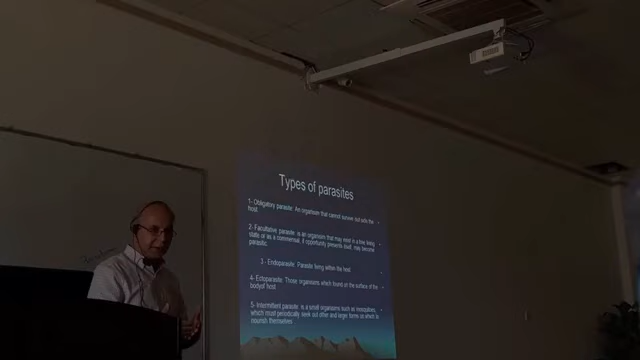 Types of parasites
1- Obligatory parasite: An organism that cannot survive but with the
host.
2- Facultative parasite: is an organism that may exist in a free living
state or as a commensal, if opportunity presents itself, may become
parasitic
3 - Endoparasite: Parasite living within the host
4- Ectoparasite: Those organisms which found on the surface of the
body of host
5- Intermittent parasite: is a small organisms such as mosquitoes,
which must periodically seek out other and larger forms on which to
nourish themselves.